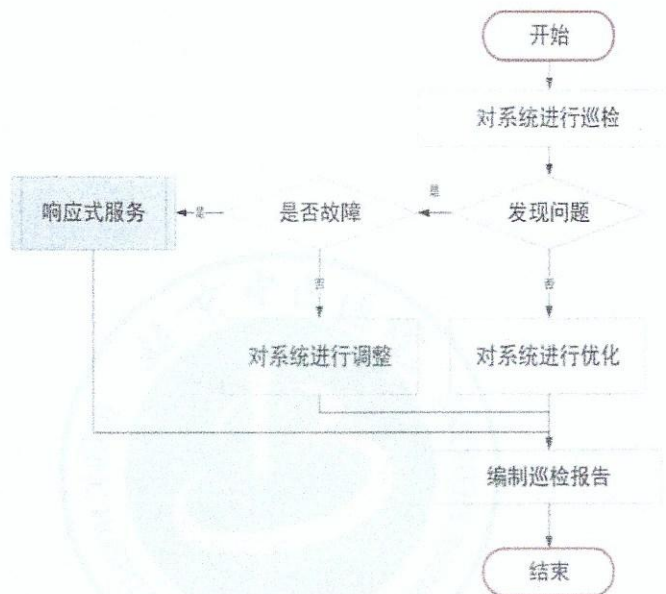 开始
对系统进行巡检
响应式服务
是
是否故障
是
发现问题
否
否
对系统进行调整
对系统进行优化
编制巡检报告
结束